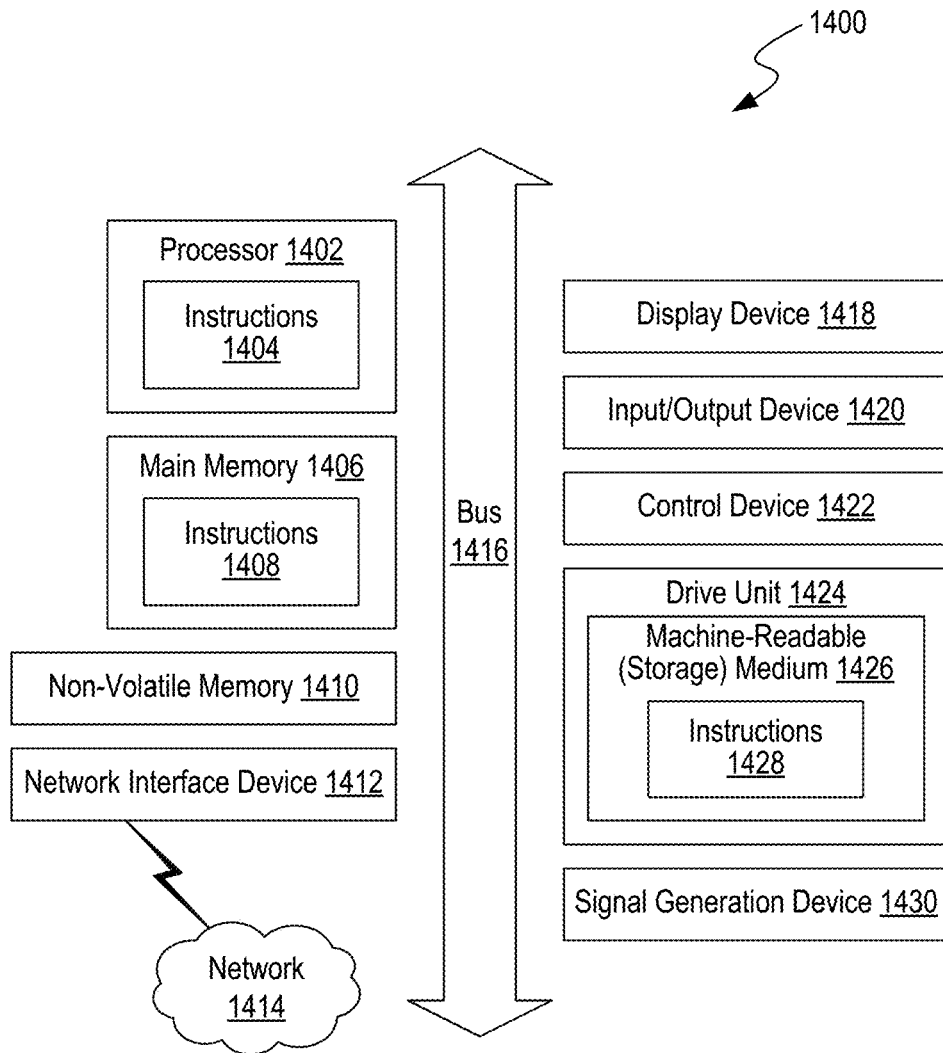 1400
Processor 1402
Instructions
1404
Main Memory 1406
Instructions
1408
Non-Volatile Memory 1410
Network Interface Device 1412
Network
1414
Bus
1416
Display Device 1418
Input/Output Device 1420
Control Device 1422
Drive Unit 1424
Machine-Readable
(Storage) Medium 1426
Instructions
1428
Signal Generation Device 1430